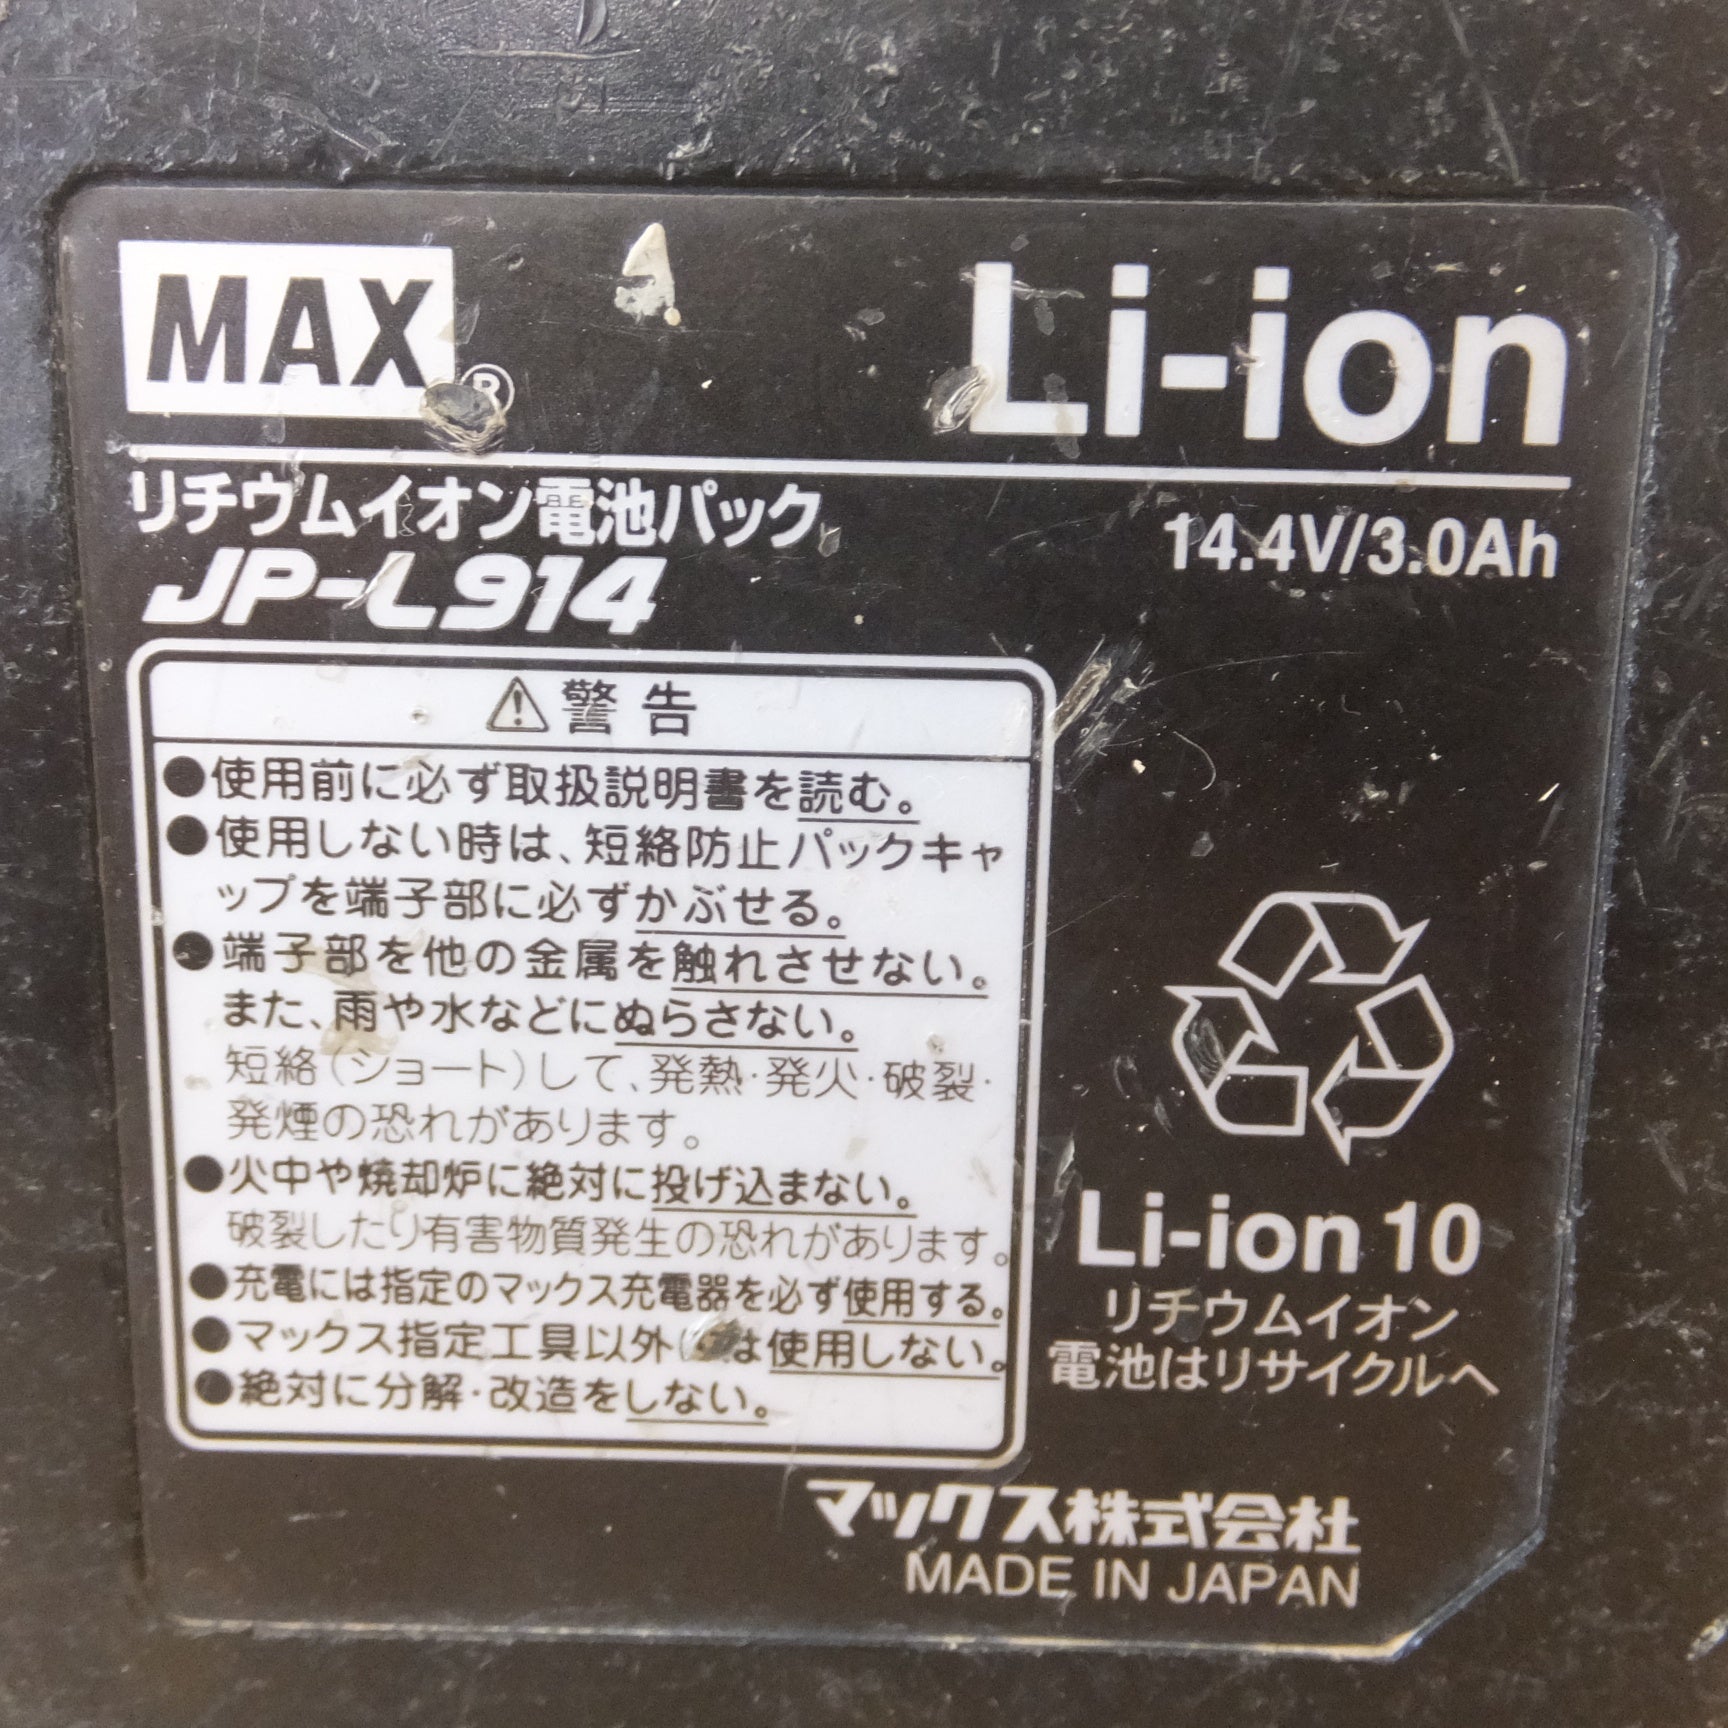 MAX®
Li-ion
リチウムイオン電池パック
14.4V/3.0Ah
JP-L914
⚠警告
●使用前に必ず取扱説明書を読む。
●使用しない時は、短絡防止パックキャ
ップを端子部に必ずかぶせる。
●端子部を他の金属を触れさせない。
また、雨や水などにぬらさない。
短絡(ショート)して、発熱・発火・破裂・
発煙の恐れがあります。
●火中や焼却炉に絶対に投げ込まない。
破裂したり有害物質発生の恐れがあります。
●充電には指定のマックス充電器を必ず使用する。
●マックス指定工具以外には使用しない。
●絶対に分解・改造をしない。
Li-ion 10
リチウムイオン
電池はリサイクルへ
マックス株式会社
MADE IN JAPAN